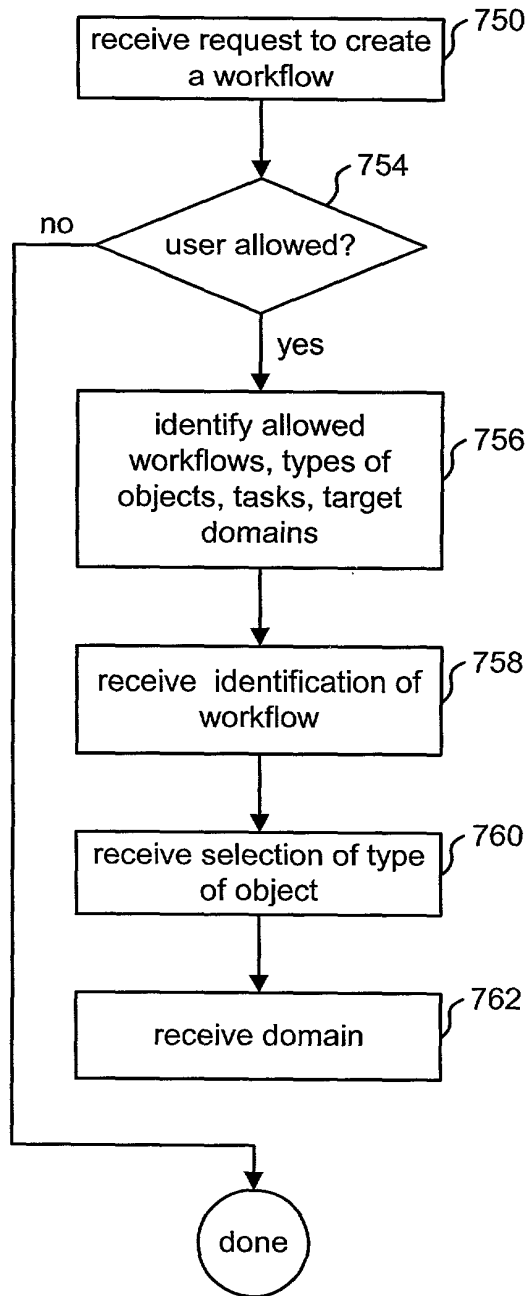 receive request to create
a workflow
750
754
no
user allowed?
yes
identify allowed
workflows, types of
objects, tasks, target
domains
756
receive identification of
workflow
758
receive selection of type
of object
760
receive domain
762
done